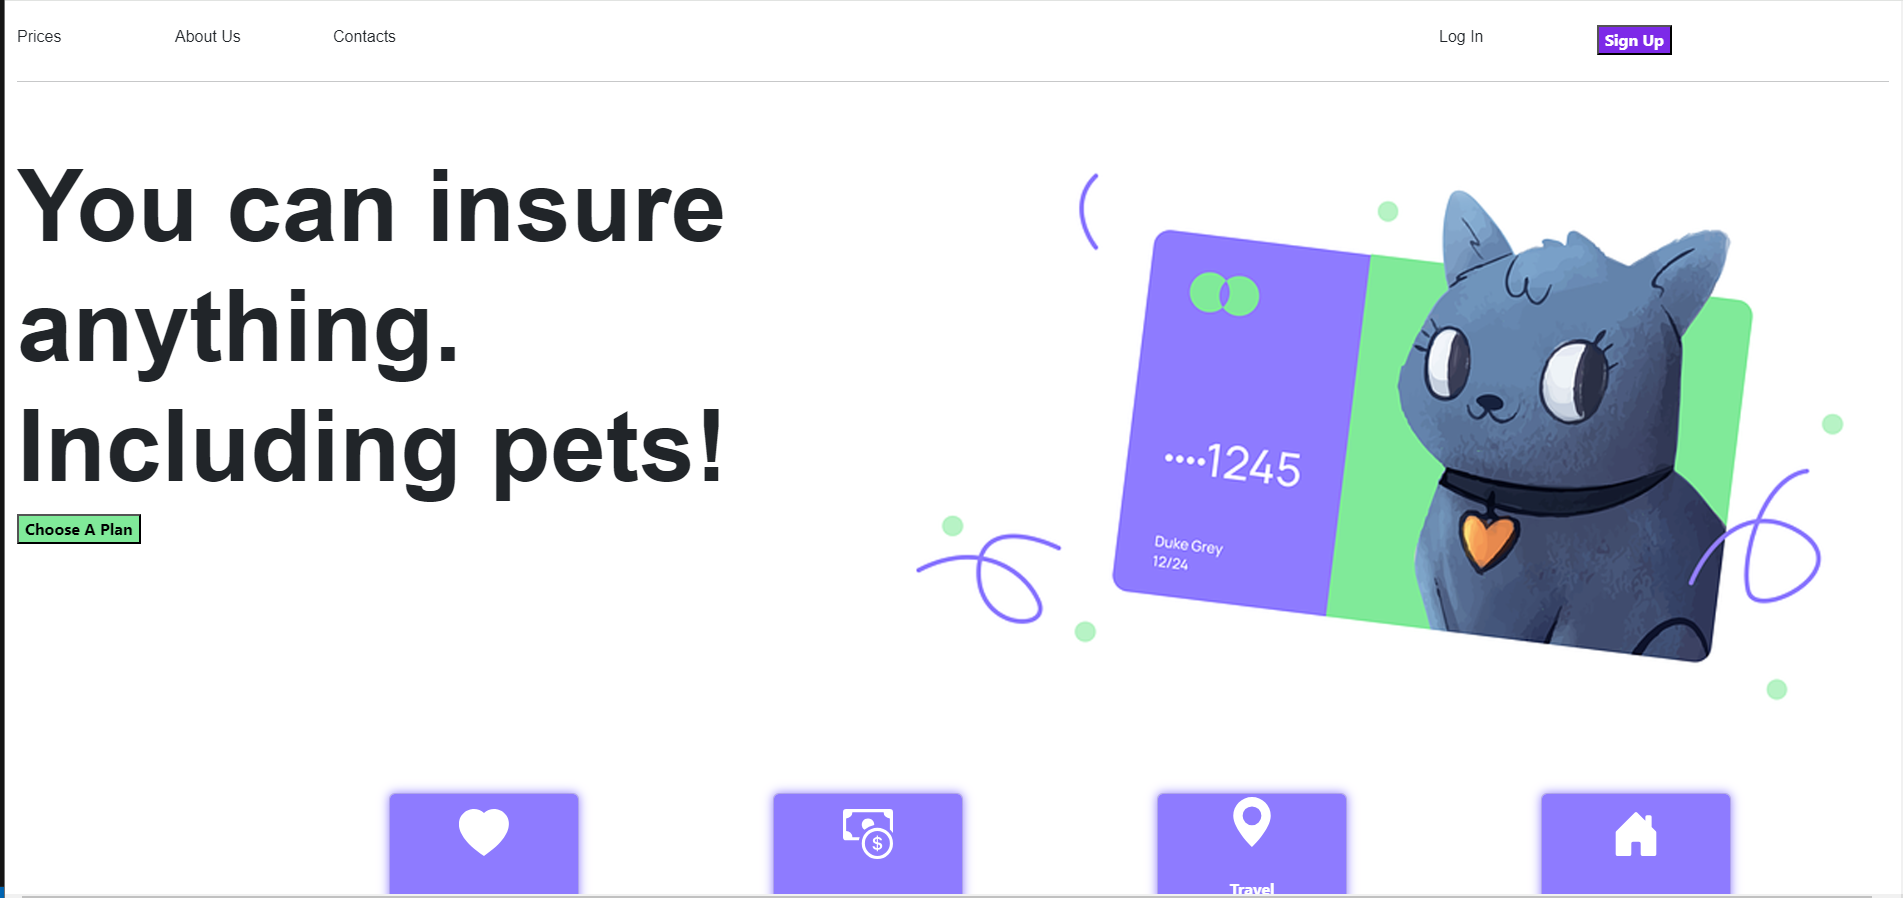 Prices About Us Contacts Log In Sign Up
You can insure
anything.
Including pets!
Choose A Plan
••••1245
Duke Grey
12/24
$
Travel